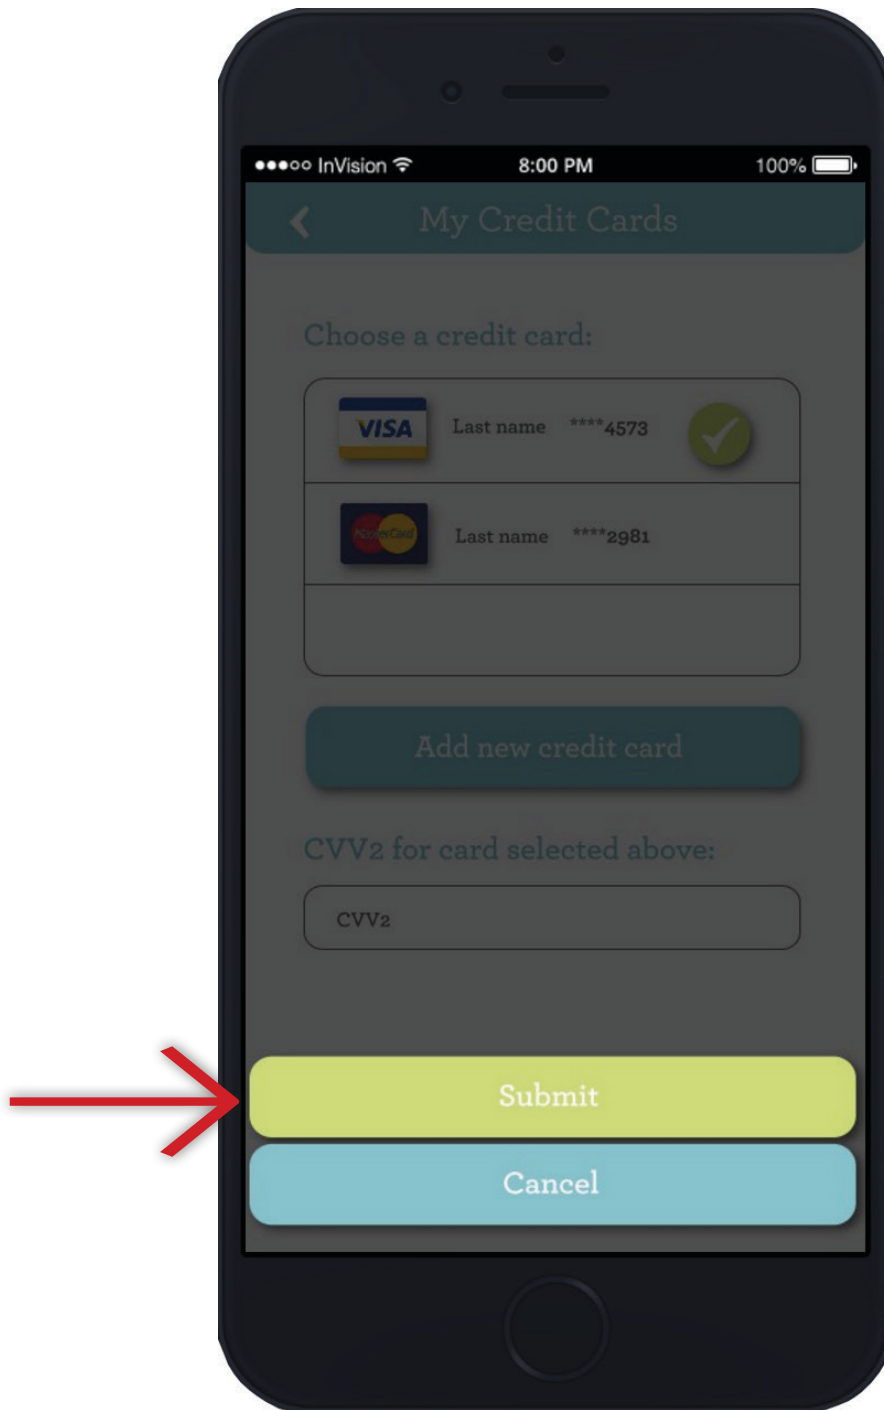 InVision 8:00 PM 100%
My Credit Cards
Choose a credit card:
VISA Last name ****4573
MasterCard Last name ****2981
Add new credit card
CVV2 for card selected above:
CVV2
Submit
Cancel